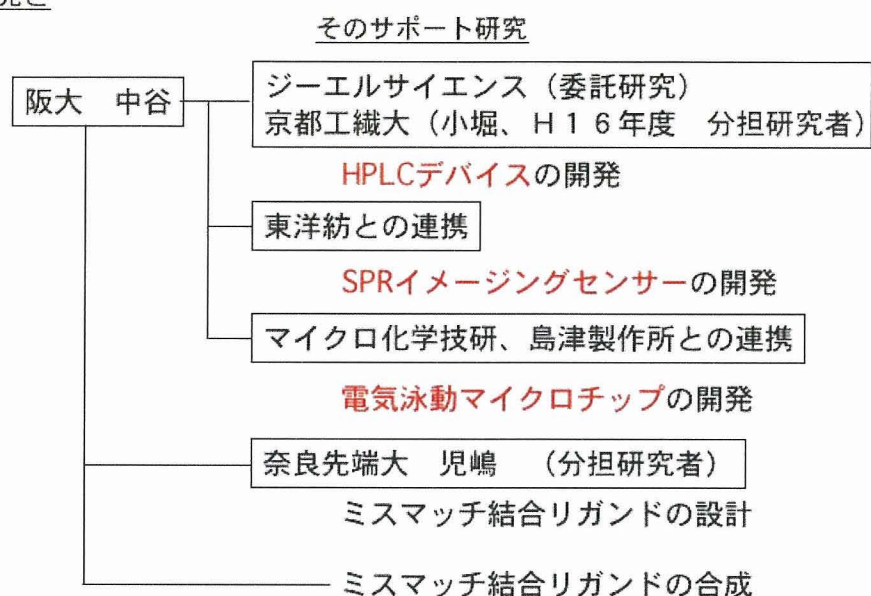 そのサポート研究
阪大　中谷
ジーエルサイエンス（委託研究）
京都工繊大（小堀、Ｈ１６年度　分担研究者）
HPLCデバイスの開発
東洋紡との連携
SPRイメージングセンサーの開発
マイクロ化学技研、島津製作所との連携
電気泳動マイクロチップの開発
奈良先端大　児嶋　（分担研究者）
ミスマッチ結合リガンドの設計
ミスマッチ結合リガンドの合成